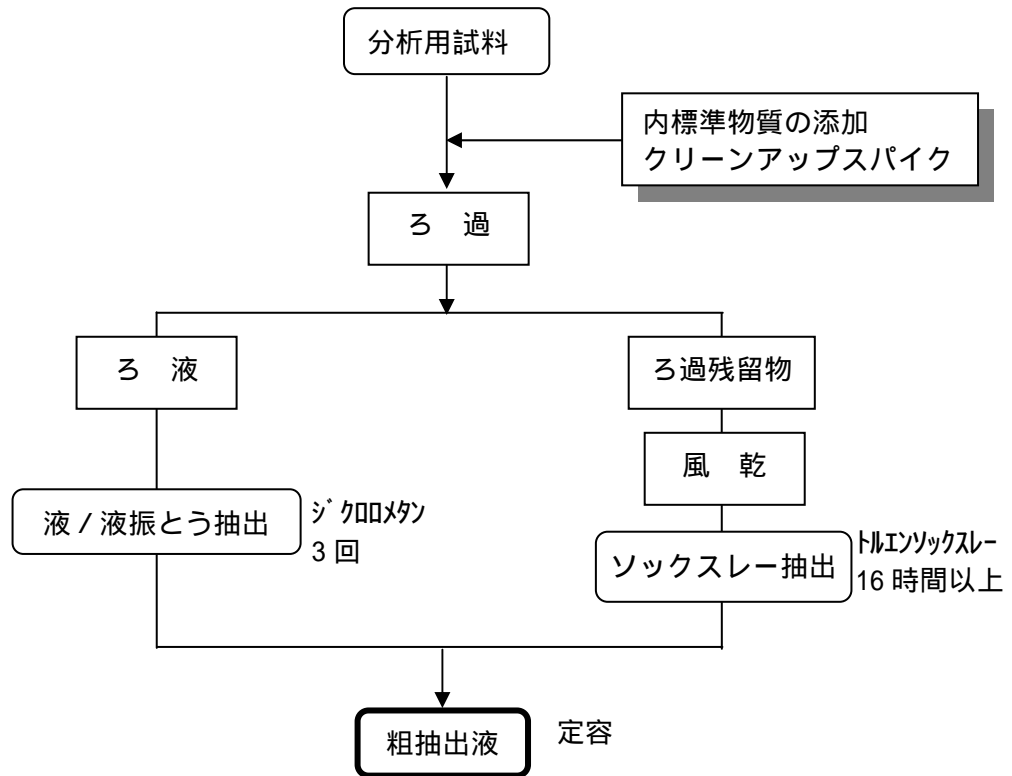 分析用試料
内標準物質の添加
クリーンアップスパイク
ろ　過
ろ　液
ろ過残留物
風　乾
液／液振とう抽出
ｼﾞｸﾛﾛﾒﾀﾝ
3 回
ソックスレー抽出
ﾄﾙｴﾝｿｯｸｽﾚｰ
16 時間以上
粗抽出液
定容